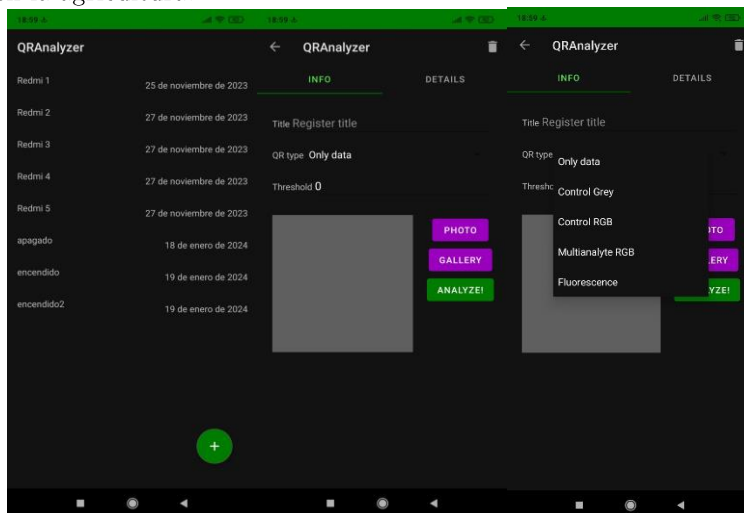 18:59
QRAnalyzer
Redmi 1 25 de noviembre de 2023
Redmi 2 27 de noviembre de 2023
Redmi 3 27 de noviembre de 2023
Redmi 4 27 de noviembre de 2023
Redmi 5 27 de noviembre de 2023
apagado 18 de enero de 2024
encendido 19 de enero de 2024
encendido2 19 de enero de 2024
+
18:59
QRAnalyzer
INFO DETAILS
Title Register title
QR type Only data
Threshold 0
PHOTO
GALLERY
ANALYZE!
18:59
QRAnalyzer
INFO DETAILS
Title Register title
QR type
Only data
Control Grey
Control RGB
Multianalyte RGB
Fluorescence